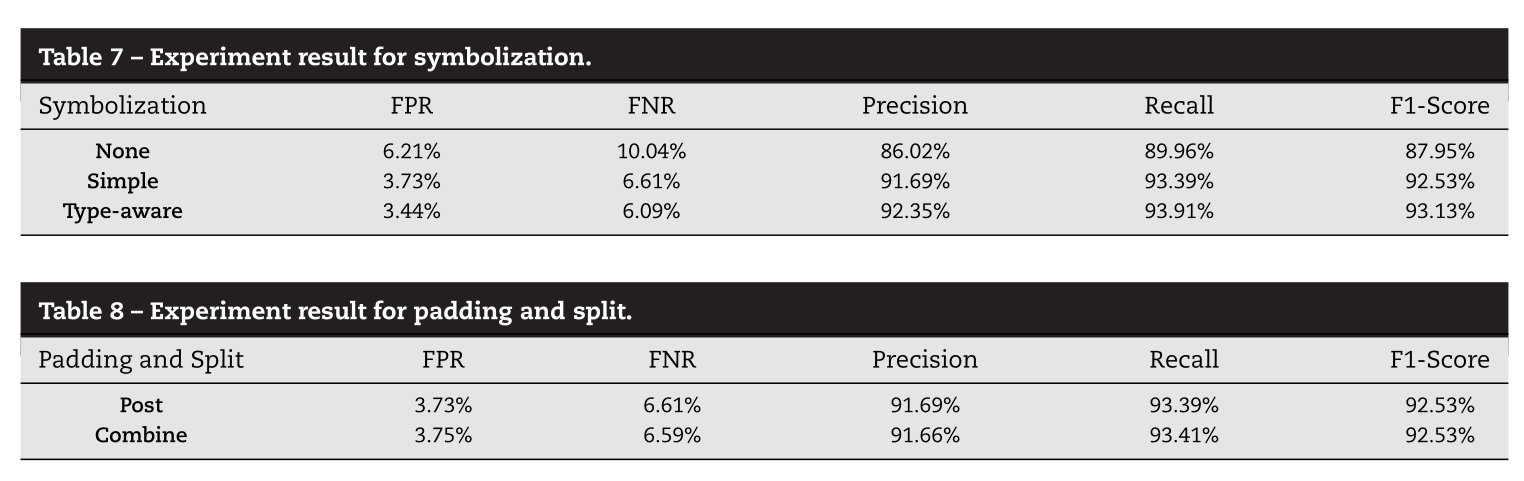 Table 7 – Experiment result for symbolization.
Symbolization FPR FNR Precision Recall F1-Score
None 6.21% 10.04% 86.02% 89.96% 87.95%
Simple 3.73% 6.61% 91.69% 93.39% 92.53%
Type-aware 3.44% 6.09% 92.35% 93.91% 93.13%
Table 8 – Experiment result for padding and split.
Padding and Split FPR FNR Precision Recall F1-Score
Post 3.73% 6.61% 91.69% 93.39% 92.53%
Combine 3.75% 6.59% 91.66% 93.41% 92.53%